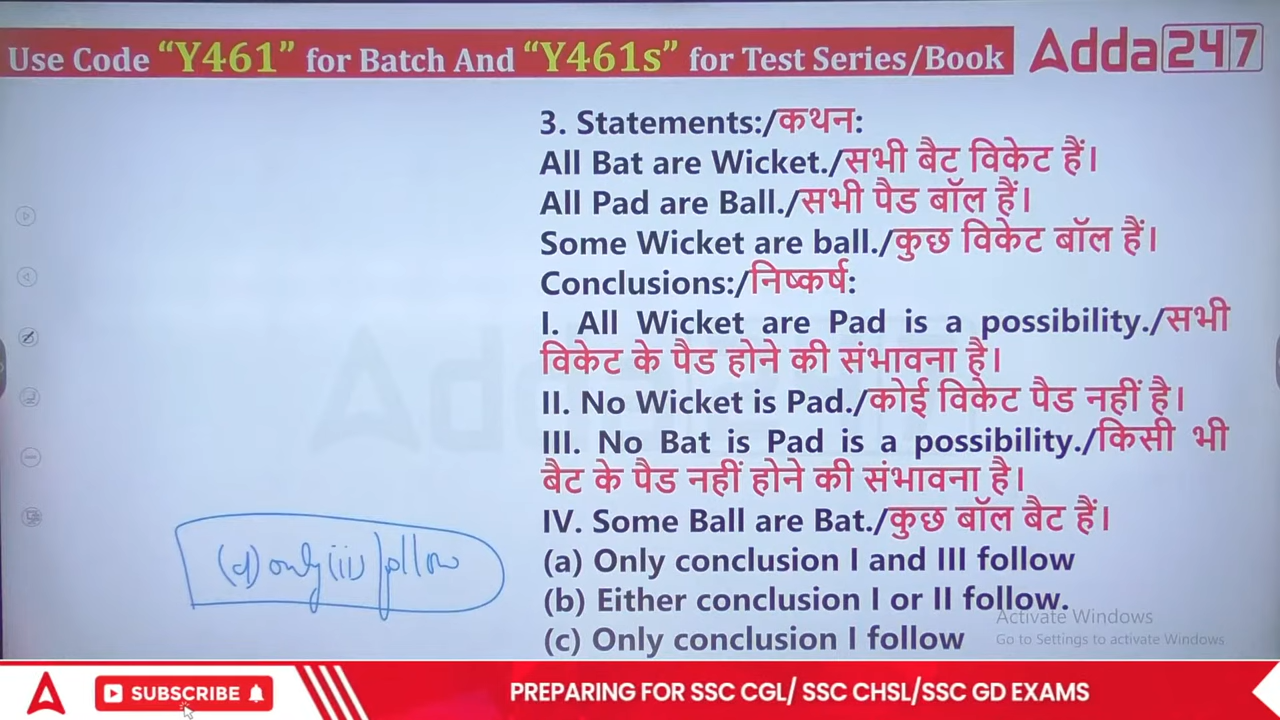 Use Code “Y461” for Batch And “Y461s” for Test Series/Book
Adda247
3. Statements:/कथन:
All Bat are Wicket./सभी बैट विकेट हैं।
All Pad are Ball./सभी पैड बॉल हैं।
Some Wicket are ball./कुछ विकेट बॉल हैं।
Conclusions:/निष्कर्ष:
I. All Wicket are Pad is a possibility./सभी
विकेट के पैड होने की संभावना है।
II. No Wicket is Pad./कोई विकेट पैड नहीं है।
III. No Bat is Pad is a possibility./किसी भी
बैट के पैड नहीं होने की संभावना है।
IV. Some Ball are Bat./कुछ बॉल बैट हैं।
(a) Only conclusion I and III follow
(b) Either conclusion I or II follow.
(c) Only conclusion I follow
(d) only (ii) follow
Activate Windows
Go to Settings to activate Windows
SUBSCRIBE
PREPARING FOR SSC CGL/ SSC CHSL/SSC GD EXAMS